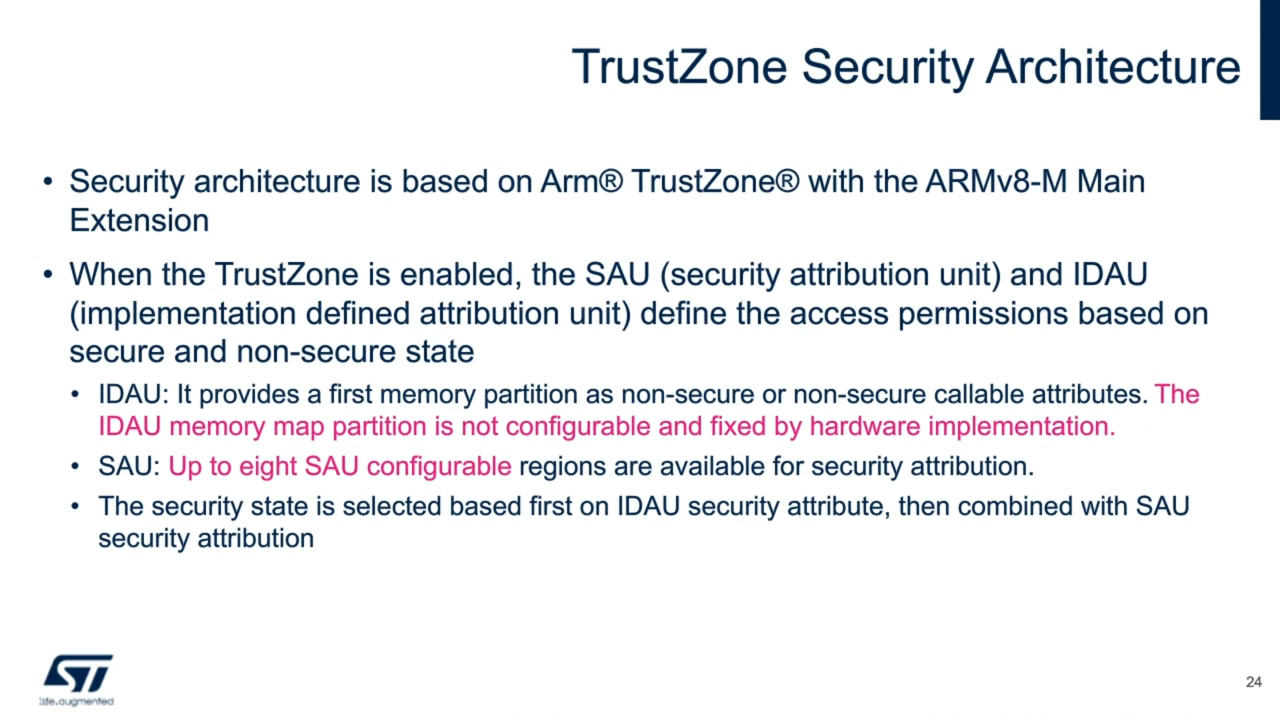 TrustZone Security Architecture
• Security architecture is based on Arm® TrustZone® with the ARMv8-M Main
Extension
• When the TrustZone is enabled, the SAU (security attribution unit) and IDAU
(implementation defined attribution unit) define the access permissions based on
secure and non-secure state
• IDAU: It provides a first memory partition as non-secure or non-secure callable attributes. The
IDAU memory map partition is not configurable and fixed by hardware implementation.
• SAU: Up to eight SAU configurable regions are available for security attribution.
• The security state is selected based first on IDAU security attribute, then combined with SAU
security attribution
ST
life.augmented
24